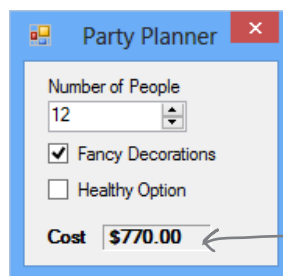 Party Planner
Number of People
12
Fancy Decorations
Healthy Option
Cost $770.00